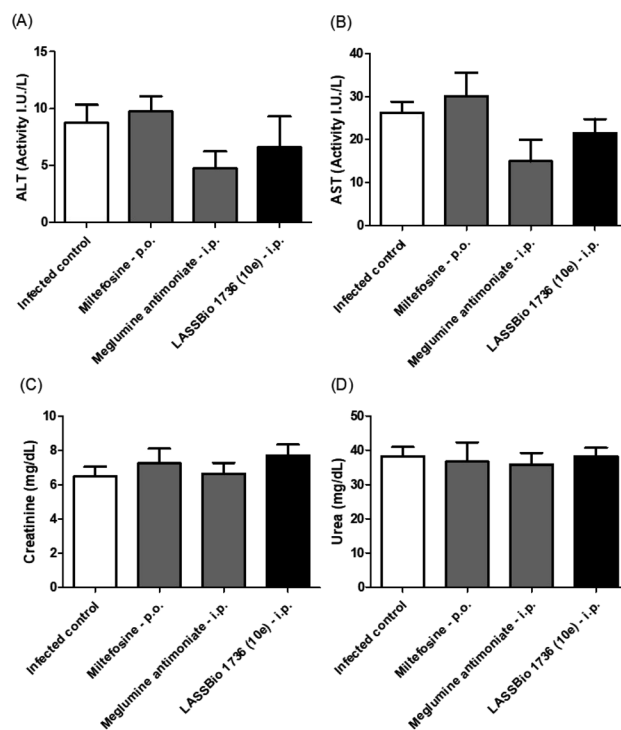 (A)
ALT (Activity I.U./L)
15
10
5
0
Infected control
Miltefosine - p.o.
Meglumine antimoniate - i.p.
LASSBio 1736 (10e) - i.p.
(B)
AST (Activity I.U./L)
40
30
20
10
0
Infected control
Miltefosine - p.o.
Meglumine antimoniate - i.p.
LASSBio 1736 (10e) - i.p.
(C)
Creatinine (mg/dL)
10
8
6
4
2
0
Infected control
Miltefosine - p.o.
Meglumine antimoniate - i.p.
LASSBio 1736 (10e) - i.p.
(D)
Urea (mg/dL)
50
40
30
20
10
0
Infected control
Miltefosine - p.o.
Meglumine antimoniate - i.p.
LASSBio 1736 (10e) - i.p.